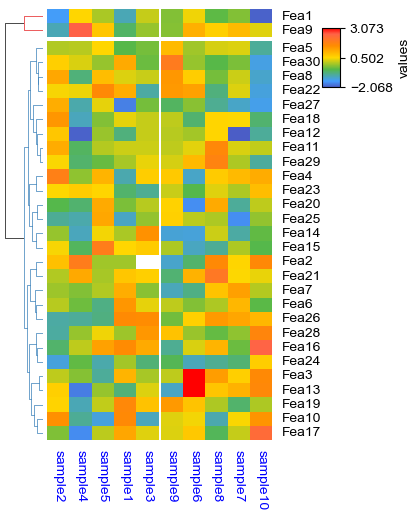 Fea1
Fea9
Fea5
Fea30
Fea8
Fea22
Fea27
Fea18
Fea12
Fea11
Fea29
Fea4
Fea23
Fea20
Fea25
Fea14
Fea15
Fea2
Fea21
Fea7
Fea6
Fea26
Fea28
Fea16
Fea24
Fea3
Fea13
Fea19
Fea10
Fea17
sample2
sample4
sample5
sample1
sample3
sample9
sample6
sample8
sample7
sample10
3.073
0.502
−2.068
values